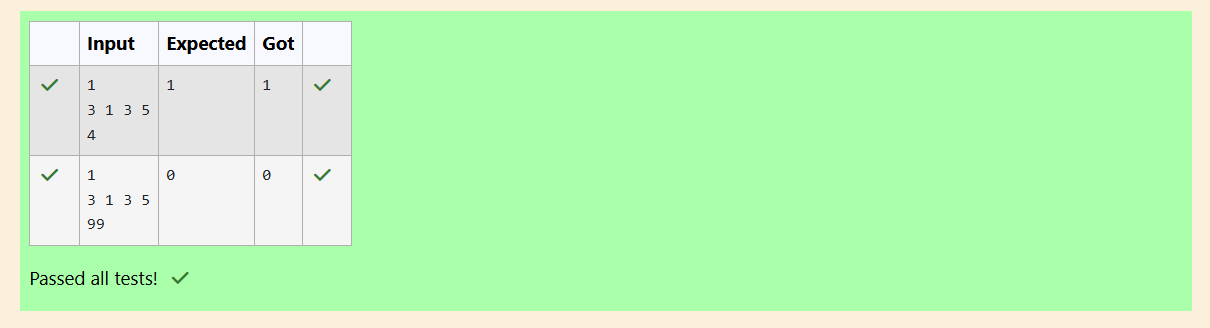 Input Expected Got
1 1 1
3 1 3 5
4
1 0 0
3 1 3 5
99
Passed all tests!